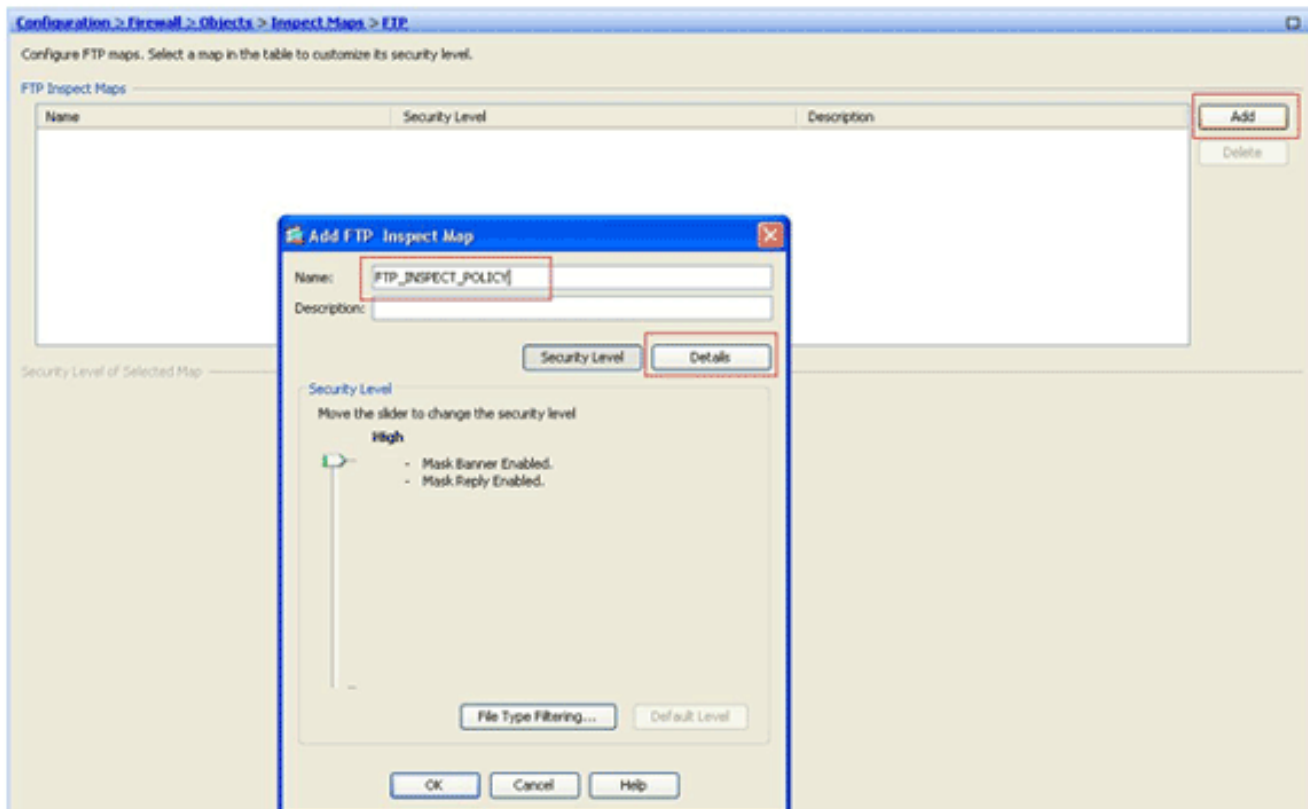 Configuration > Firewall > Objects > Inspect Maps > FTP
Configure FTP maps. Select a map in the table to customize its security level.
FTP Inspect Maps
Name Security Level Description
Add
Delete
Add FTP Inspect Map
Name: FTP_INSPECT_POLICY
Description:
Security Level Details
Security Level of Selected Map
Security Level
Move the slider to change the security level
High
- Mask Banner Enabled.
- Mask Reply Enabled.
File Type Filtering... Default Level
OK Cancel Help